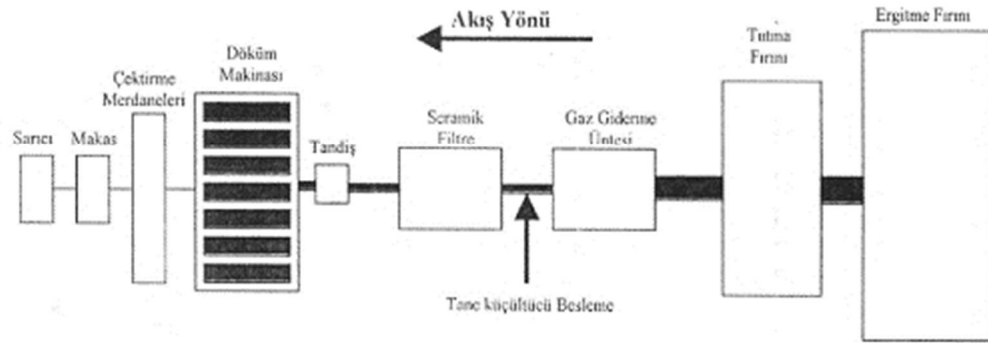 Akış Yönü
Ergitme Fırını
Tutma
Fırını
Döküm
Makinası
Çektirme
Merdaneleri
Sarıcı
Makas
Tandiş
Seramik
Filtre
Gaz Giderme
Üntesi
Tane küçültücü Besleme